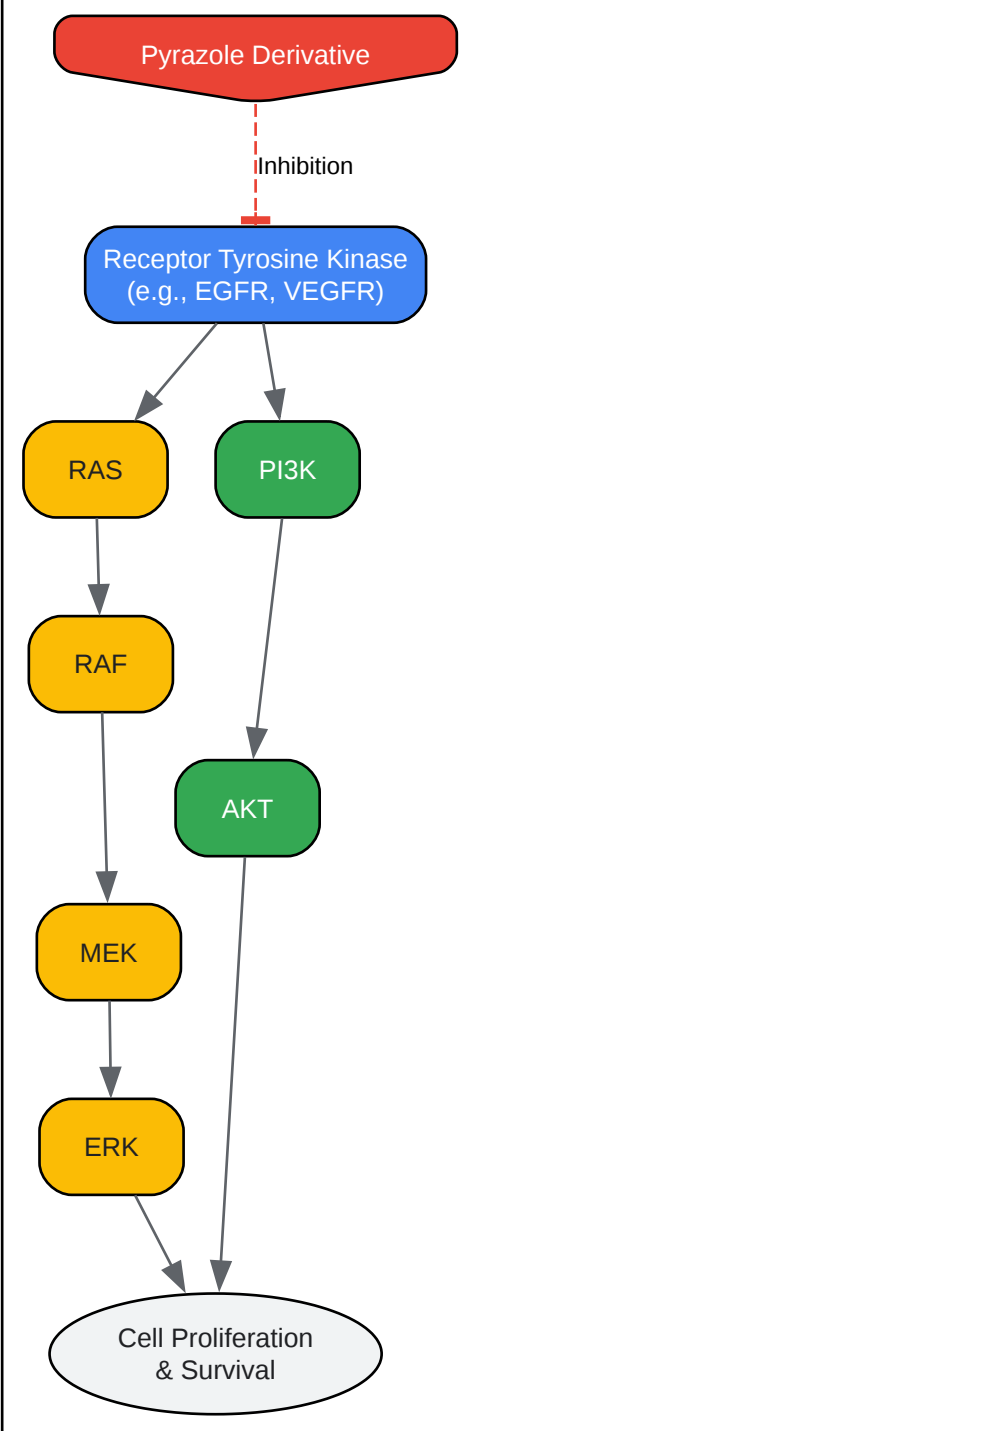 Pyrazole Derivative
Inhibition
Receptor Tyrosine Kinase
(e.g., EGFR, VEGFR)
RAS
PI3K
RAF
AKT
MEK
ERK
Cell Proliferation
& Survival